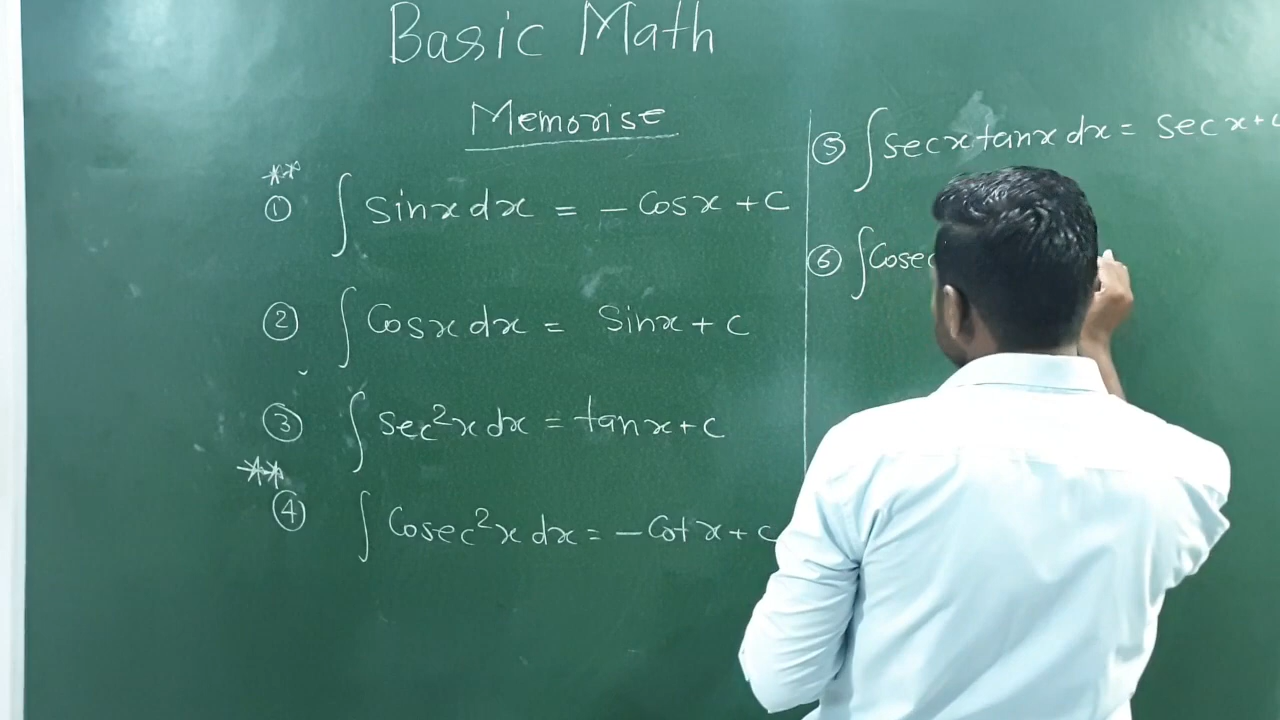 Basic Math
Memorise
**
① ∫ sinx dx = - Cosx + C
② ∫ Cosx dx = Sinx + C
③ ∫ sec²x dx = tanx + C
**
④ ∫ Cosec²x dx = - Cot x + C
⑤ ∫ secx tanx dx = secx + C
⑥ ∫ Cosec